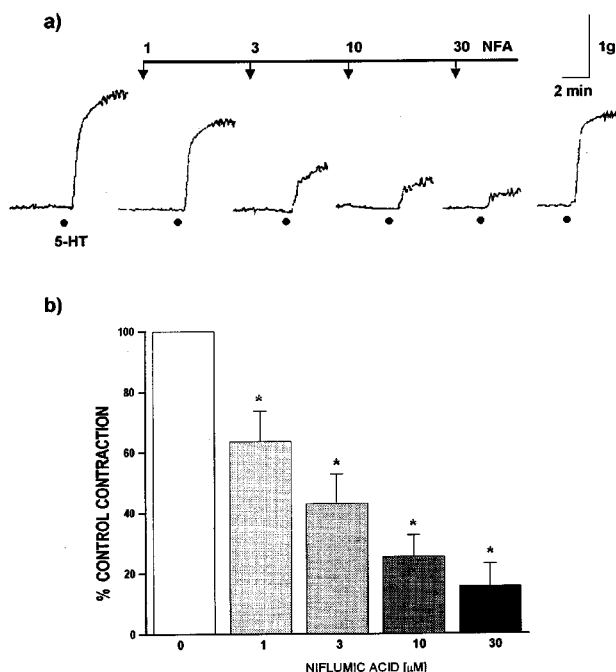 a)
1 3 10 30 NFA
1g
2 min
5-HT
b)
% CONTROL CONTRACTION
100
80
60
40
20
0
* * * *
0 1 3 10 30
NIFLUMIC ACID [µM]